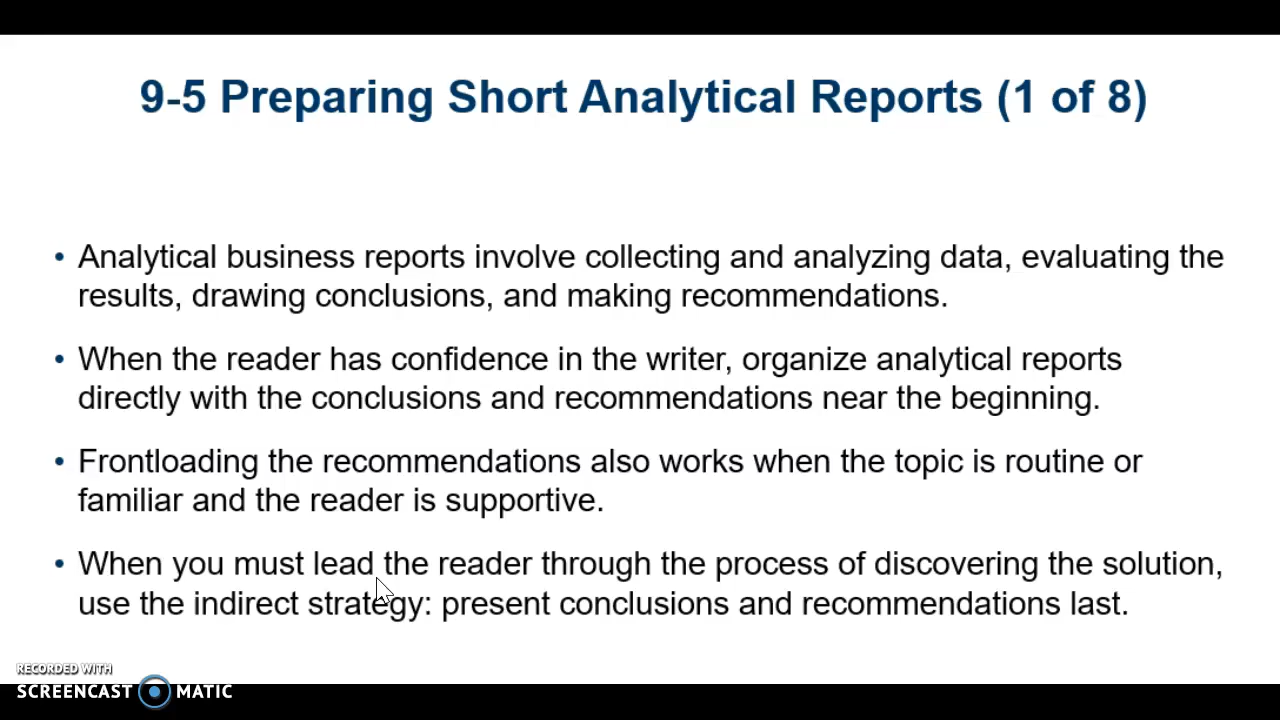 9-5 Preparing Short Analytical Reports (1 of 8)
• Analytical business reports involve collecting and analyzing data, evaluating the
results, drawing conclusions, and making recommendations.
• When the reader has confidence in the writer, organize analytical reports
directly with the conclusions and recommendations near the beginning.
• Frontloading the recommendations also works when the topic is routine or
familiar and the reader is supportive.
• When you must lead the reader through the process of discovering the solution,
use the indirect strategy: present conclusions and recommendations last.
RECORDED WITH
SCREENCAST MATIC